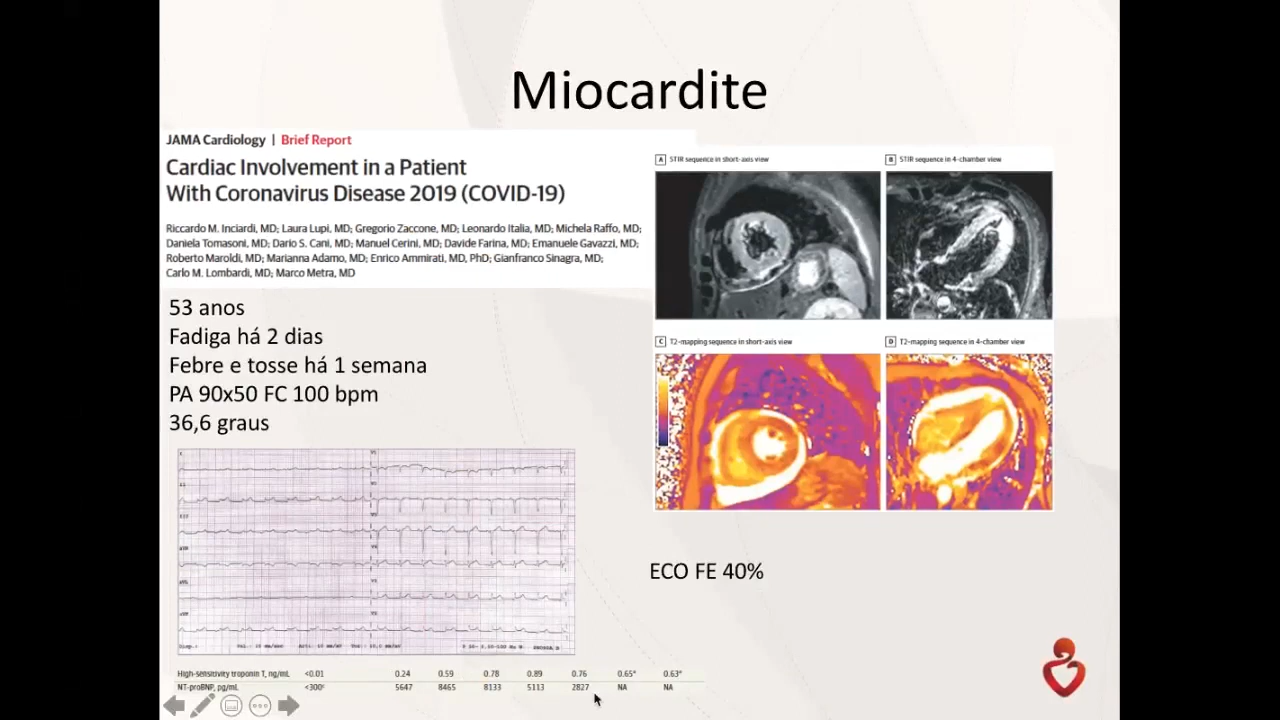 Miocardite
JAMA Cardiology | Brief Report
Cardiac Involvement in a Patient
With Coronavirus Disease 2019 (COVID-19)
Riccardo M. Inciardi, MD; Laura Lupi, MD; Gregorio Zaccone, MD; Leonardo Italia, MD; Michela Raffo, MD;
Daniela Tomasoni, MD; Dario S. Cani, MD; Manuel Cerini, MD; Davide Farina, MD; Emanuele Gavazzi, MD;
Roberto Maroldi, MD; Marianna Adamo, MD; Enrico Ammirati, MD, PhD; Gianfranco Sinagra, MD;
Carlo M. Lombardi, MD; Marco Metra, MD
53 anos
Fadiga há 2 dias
Febre e tosse há 1 semana
PA 90x50 FC 100 bpm
36,6 graus
A STIR sequence in short-axis view
B STIR sequence in 4-chamber view
C T2-mapping sequence in short-axis view
D T2-mapping sequence in 4-chamber view
ECO FE 40%
High-sensitivity troponin T, ng/mL <0.01 0.24 0.59 0.78 0.89 0.76 0.65ᵃ 0.63ᵃ
NT-proBNP, pg/mL <300ᶜ 5647 8465 8133 5113 2827 NA NA